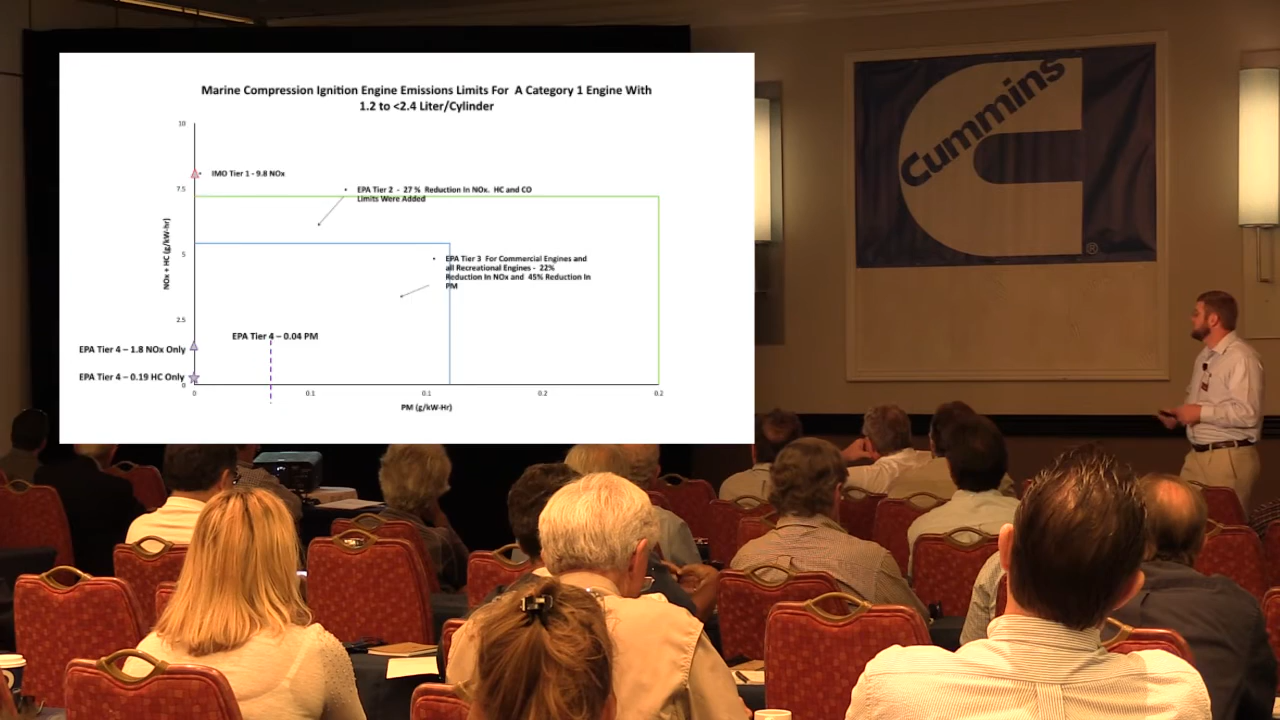 Marine Compression Ignition Engine Emissions Limits For A Category 1 Engine With
1.2 to <2.4 Liter/Cylinder
10
IMO Tier 1 - 9.8 NOx
7.5
• EPA Tier 2 - 27 % Reduction In NOx. HC and CO
Limits Were Added
NOx + HC (g/kW-hr)
5
• EPA Tier 3 For Commercial Engines and
all Recreational Engines - 22%
Reduction In NOx and 45% Reduction In
PM
2.5
EPA Tier 4 – 0.04 PM
EPA Tier 4 – 1.8 NOx Only
EPA Tier 4 – 0.19 HC Only
0
0
0.1
0.1
0.2
0.2
PM (g/kW-Hr)
Cummins
®